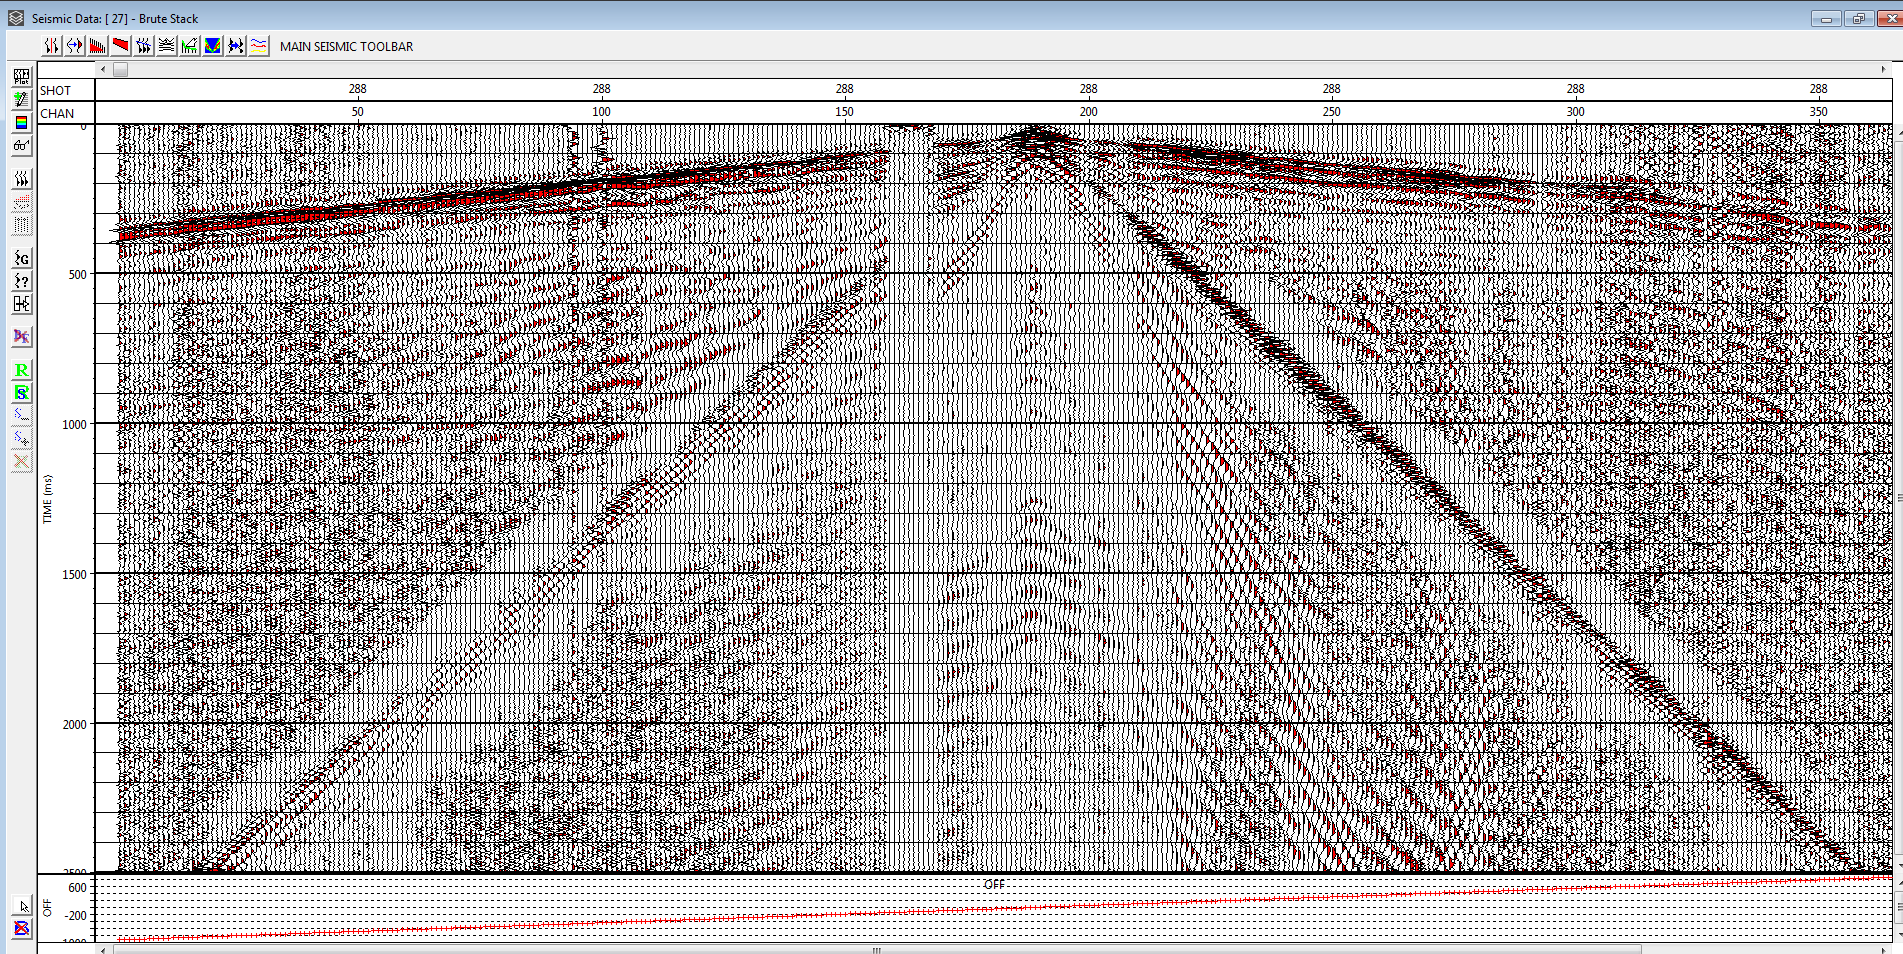 Seismic Data: [ 27] - Brute Stack
MAIN SEISMIC TOOLBAR
SHOT 288 288 288 288 288 288 288
CHAN 50 100 150 200 250 300 350
0
500
1000
TIME (ms)
1500
2000
2500
OFF
600
OFF
-200
G
?
R
S